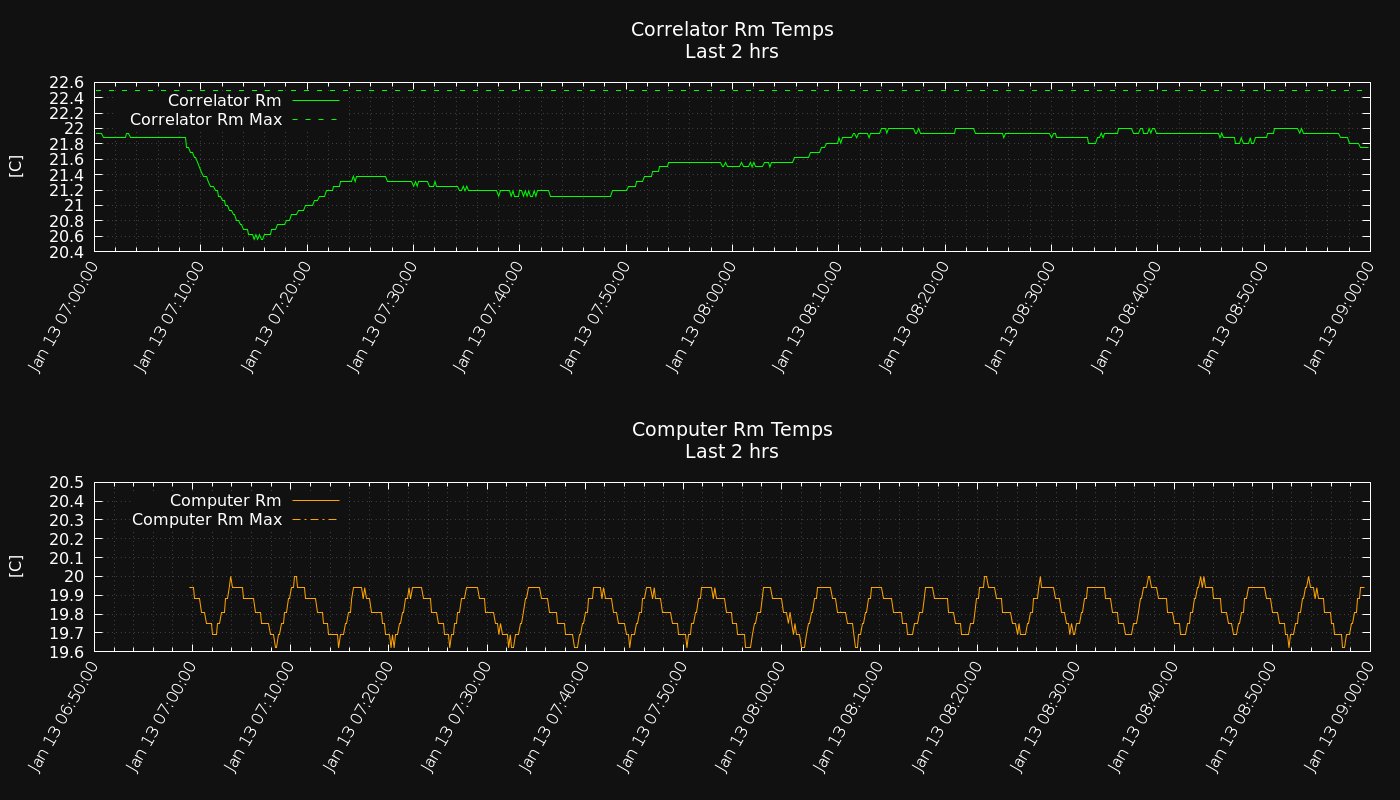 Correlator Rm Temps
Last 2 hrs
22.6
22.4
22.2
22
21.8
21.6
21.4
21.2
21
20.8
20.6
20.4
[C]
Correlator Rm
Correlator Rm Max
Jan 13 07:00:00
Jan 13 07:10:00
Jan 13 07:20:00
Jan 13 07:30:00
Jan 13 07:40:00
Jan 13 07:50:00
Jan 13 08:00:00
Jan 13 08:10:00
Jan 13 08:20:00
Jan 13 08:30:00
Jan 13 08:40:00
Jan 13 08:50:00
Jan 13 09:00:00
Computer Rm Temps
Last 2 hrs
20.5
20.4
20.3
20.2
20.1
20
19.9
19.8
19.7
19.6
[C]
Computer Rm
Computer Rm Max
Jan 13 06:50:00
Jan 13 07:00:00
Jan 13 07:10:00
Jan 13 07:20:00
Jan 13 07:30:00
Jan 13 07:40:00
Jan 13 07:50:00
Jan 13 08:00:00
Jan 13 08:10:00
Jan 13 08:20:00
Jan 13 08:30:00
Jan 13 08:40:00
Jan 13 08:50:00
Jan 13 09:00:00